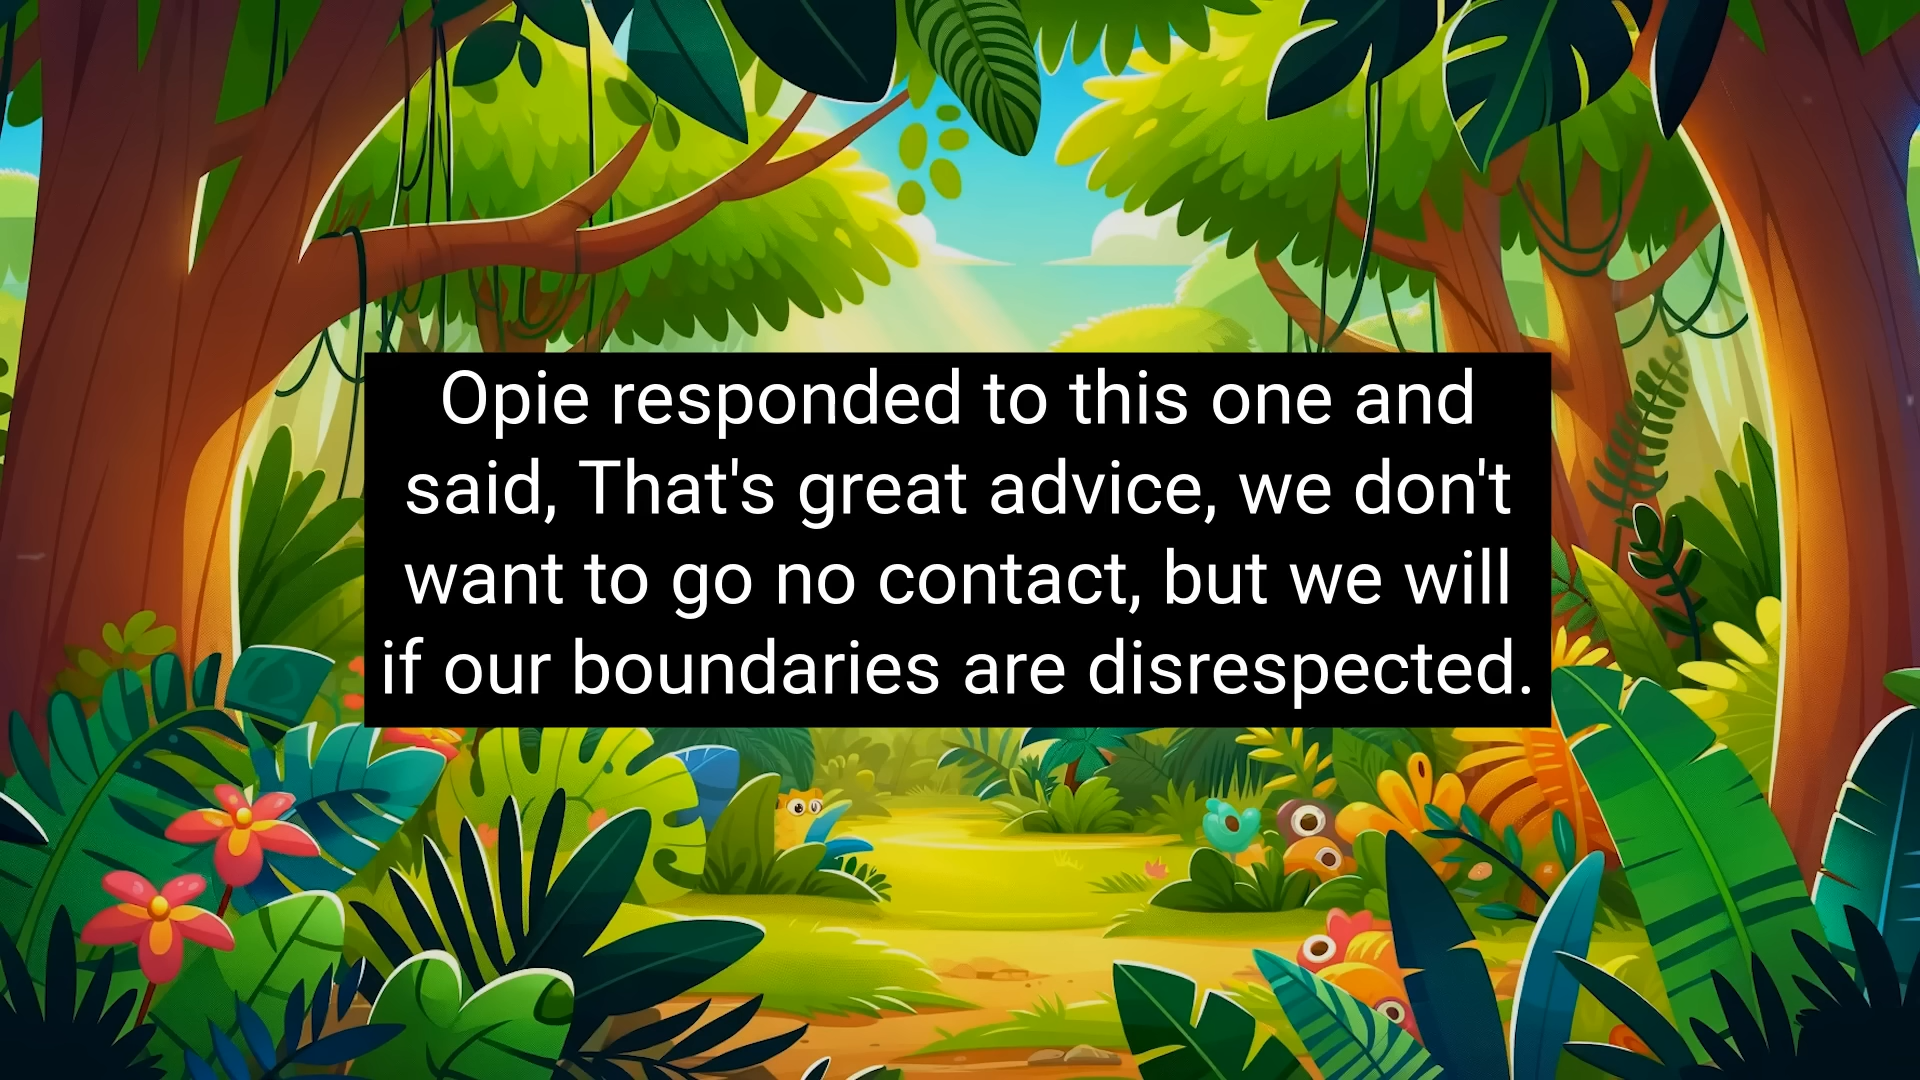 Opie responded to this one and
said, That's great advice, we don't
want to go no contact, but we will
if our boundaries are disrespected.